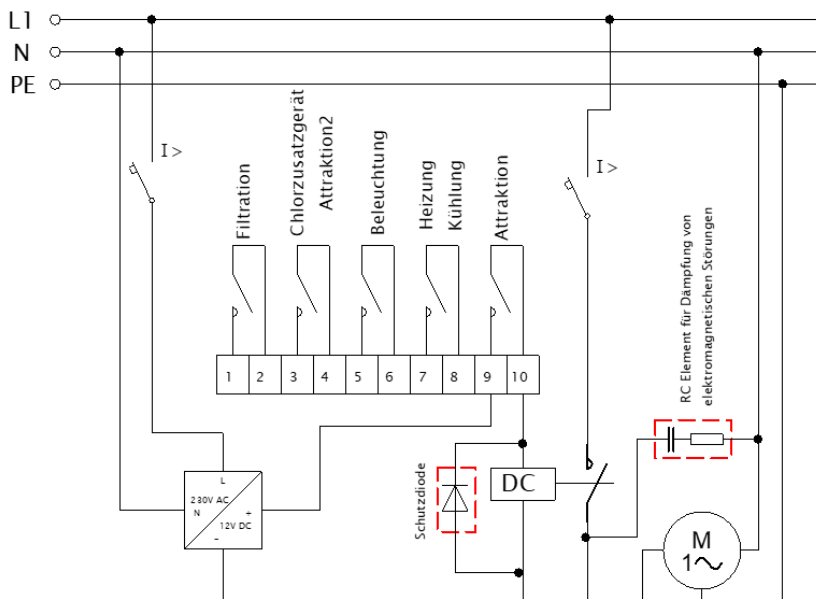 L1
N
PE
I >
I >
Filtration
Chlorzusatzgerät
Attraktion2
Beleuchtung
Heizung
Kühlung
Attraktion
RC Element für Dämpfung von
elektromagnetischen Störungen
1 2 3 4 5 6 7 8 9 10
L
230V AC
N
+
12V DC
-
Schutzdiode
DC
M
1